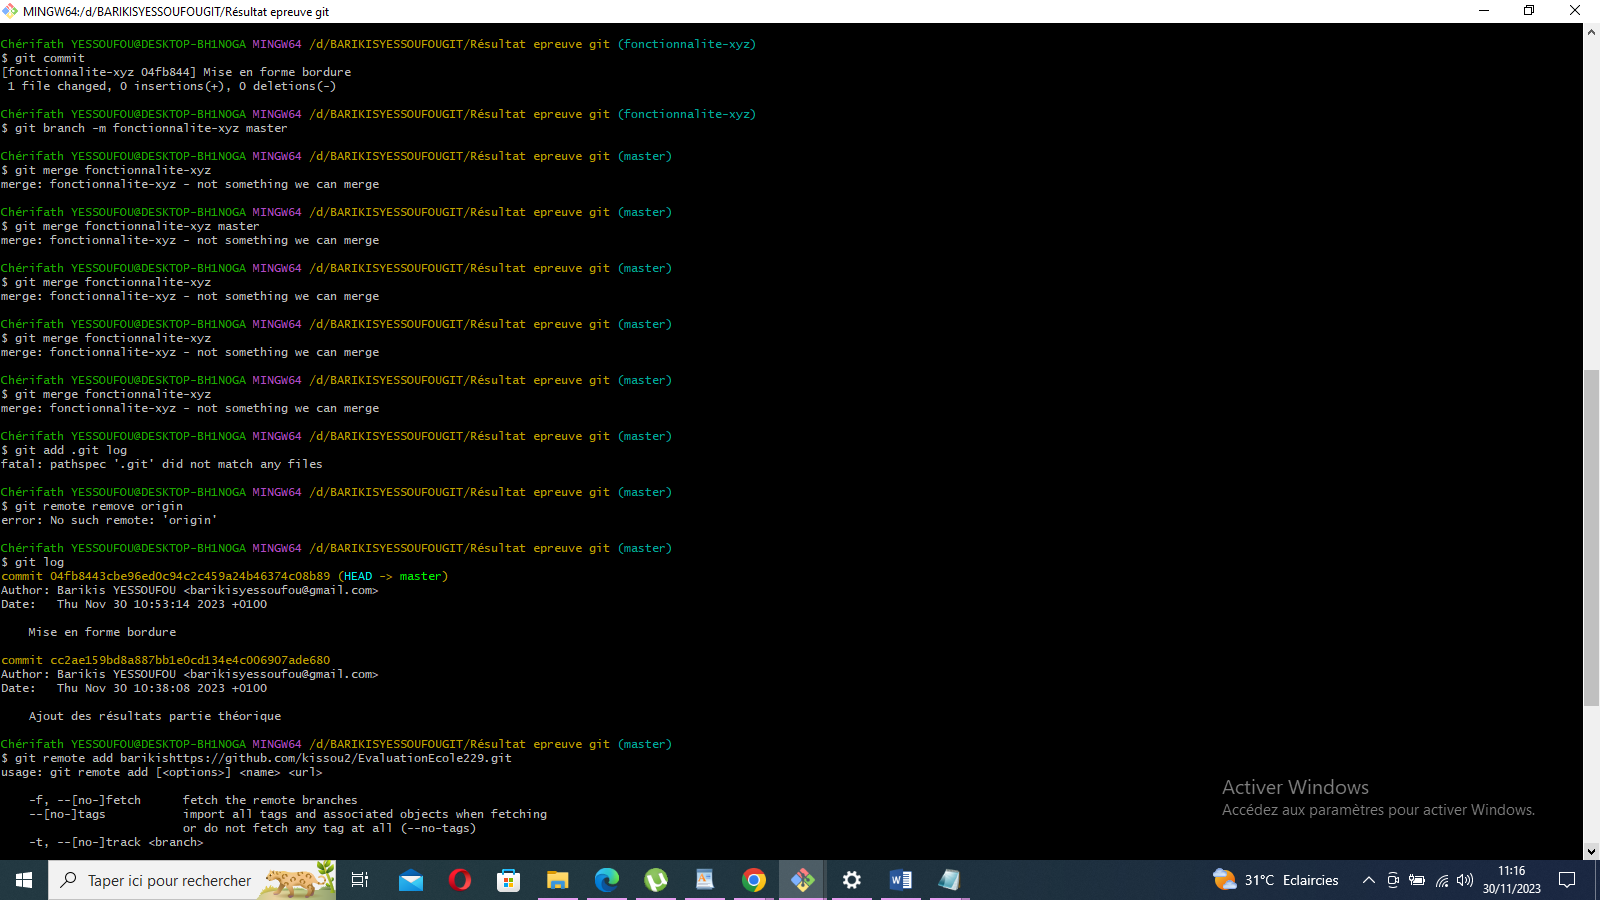 MINGW64:/d/BARIKISYESSOUFOUGIT/Résultat epreuve git
Chérifath YESSOUFOU@DESKTOP-BH1NOGA MINGW64 /d/BARIKISYESSOUFOUGIT/Résultat epreuve git (fonctionnalite-xyz)
$ git commit
[fonctionnalite-xyz 04fb844] Mise en forme bordure
1 file changed, 0 insertions(+), 0 deletions(-)
Chérifath YESSOUFOU@DESKTOP-BH1NOGA MINGW64 /d/BARIKISYESSOUFOUGIT/Résultat epreuve git (fonctionnalite-xyz)
$ git branch -m fonctionnalite-xyz master
Chérifath YESSOUFOU@DESKTOP-BH1NOGA MINGW64 /d/BARIKISYESSOUFOUGIT/Résultat epreuve git (master)
$ git merge fonctionnalite-xyz
merge: fonctionnalite-xyz - not something we can merge
Chérifath YESSOUFOU@DESKTOP-BH1NOGA MINGW64 /d/BARIKISYESSOUFOUGIT/Résultat epreuve git (master)
$ git merge fonctionnalite-xyz master
merge: fonctionnalite-xyz - not something we can merge
Chérifath YESSOUFOU@DESKTOP-BH1NOGA MINGW64 /d/BARIKISYESSOUFOUGIT/Résultat epreuve git (master)
$ git merge fonctionnalite-xyz
merge: fonctionnalite-xyz - not something we can merge
Chérifath YESSOUFOU@DESKTOP-BH1NOGA MINGW64 /d/BARIKISYESSOUFOUGIT/Résultat epreuve git (master)
$ git merge fonctionnalite-xyz
merge: fonctionnalite-xyz - not something we can merge
Chérifath YESSOUFOU@DESKTOP-BH1NOGA MINGW64 /d/BARIKISYESSOUFOUGIT/Résultat epreuve git (master)
$ git merge fonctionnalite-xyz
merge: fonctionnalite-xyz - not something we can merge
Chérifath YESSOUFOU@DESKTOP-BH1NOGA MINGW64 /d/BARIKISYESSOUFOUGIT/Résultat epreuve git (master)
$ git add .git log
fatal: pathspec '.git' did not match any files
Chérifath YESSOUFOU@DESKTOP-BH1NOGA MINGW64 /d/BARIKISYESSOUFOUGIT/Résultat epreuve git (master)
$ git remote remove origin
error: No such remote: 'origin'
Chérifath YESSOUFOU@DESKTOP-BH1NOGA MINGW64 /d/BARIKISYESSOUFOUGIT/Résultat epreuve git (master)
$ git log
commit 04fb8443cbe96ed0c94c2c459a24b46374c08b89 (HEAD -> master)
Author: Barikis YESSOUFOU <barikisyessoufou@gmail.com>
Date:   Thu Nov 30 10:53:14 2023 +0100
Mise en forme bordure
commit cc2ae159bd8a887bb1e0cd134e4c006907ade680
Author: Barikis YESSOUFOU <barikisyessoufou@gmail.com>
Date:   Thu Nov 30 10:38:08 2023 +0100
Ajout des résultats partie théorique
Chérifath YESSOUFOU@DESKTOP-BH1NOGA MINGW64 /d/BARIKISYESSOUFOUGIT/Résultat epreuve git (master)
$ git remote add barikishttps://github.com/kissou2/EvaluationEcole229.git
usage: git remote add [<options>] <name> <url>
-f, --[no-]fetch      fetch the remote branches
--[no-]tags           import all tags and associated objects when fetching
or do not fetch any tag at all (--no-tags)
-t, --[no-]track <branch>
Activer Windows
Accédez aux paramètres pour activer Windows.
Taper ici pour rechercher
31°C Eclaircies
11:16
30/11/2023